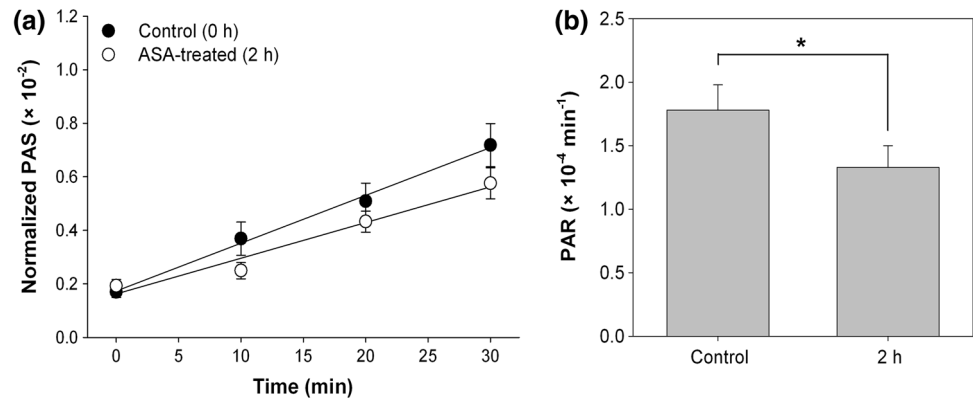 (a)
Control (0 h)
ASA-treated (2 h)
Normalized PAS (× 10⁻²)
1.2
1.0
0.8
0.6
0.4
0.2
0.0
0 5 10 15 20 25 30
Time (min)
(b)
PAR (× 10⁻⁴ min⁻¹)
2.5
2.0
1.5
1.0
0.5
0.0
*
Control 2 h